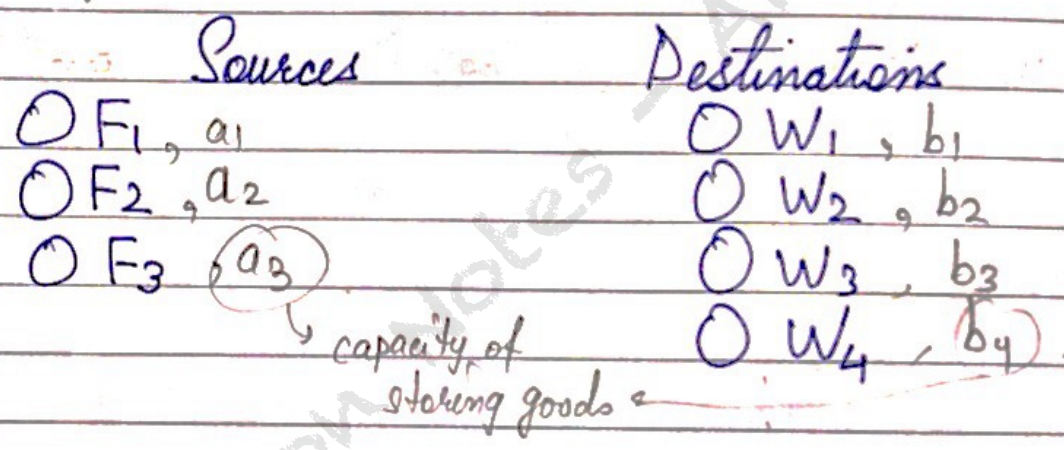 Sources Destinations
F1, a1 W1, b1
F2, a2 W2, b2
F3, a3 W3, b3
capacity of W4, b4
storing goods
Notes